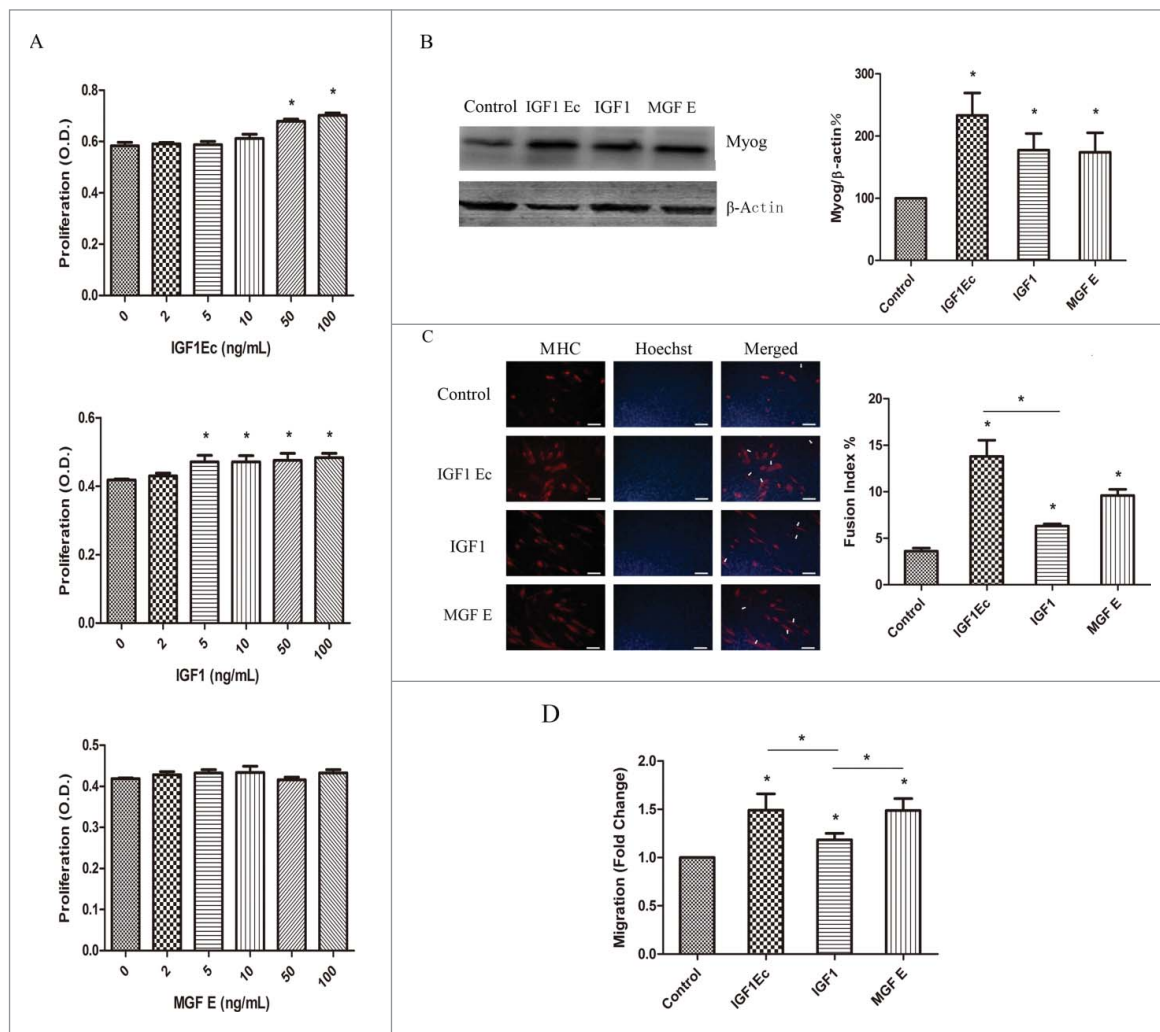 A
Proliferation (O.D.)
0.8
0.6
0.4
0.2
0.0
* *
0 2 5 10 50 100
IGF1Ec (ng/mL)
Proliferation (O.D.)
0.6
0.4
0.2
0.0
* * * *
0 2 5 10 50 100
IGF1 (ng/mL)
Proliferation (O.D.)
0.5
0.4
0.3
0.2
0.1
0.0
0 2 5 10 50 100
MGF E (ng/mL)
B
Control IGF1 Ec IGF1 MGF E
Myog
β-Actin
Myog/β-actin%
300
200
100
0
* * *
Control IGF1Ec IGF1 MGF E
C
MHC Hoechst Merged
Control
IGF1 Ec
IGF1
MGF E
Fusion Index %
20
15
10
5
0
*
* * *
Control IGF1Ec IGF1 MGF E
D
Migration (Fold Change)
2.0
1.5
1.0
0.5
0.0
* *
* * *
Control IGF1Ec IGF1 MGF E